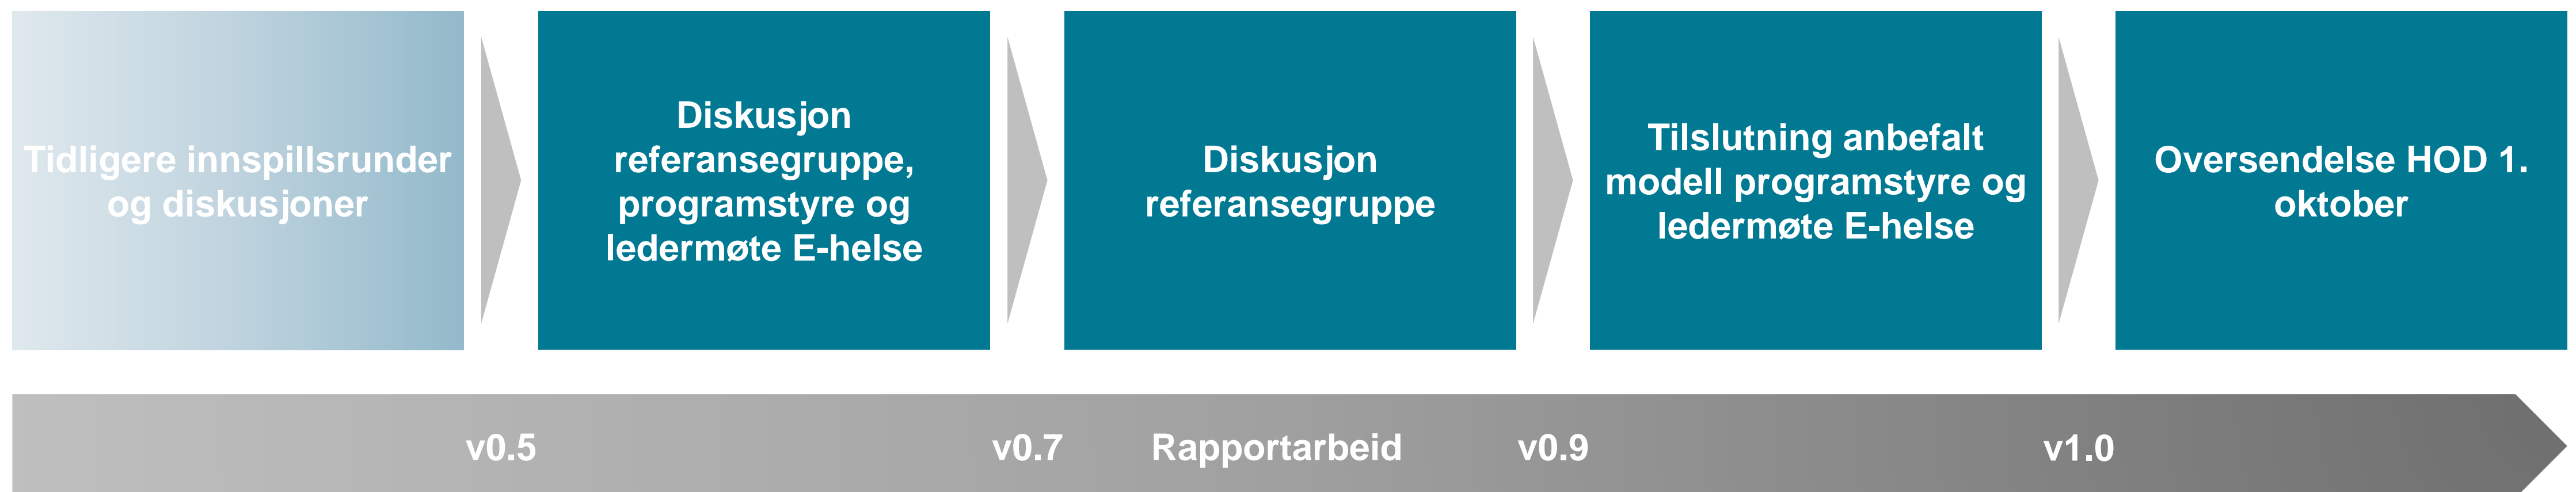 Tidligere innspillsrunder
og diskusjoner
Diskusjon
referansegruppe,
programstyre og
ledermøte E-helse
Diskusjon
referansegruppe
Tilslutning anbefalt
modell programstyre og
ledermøte E-helse
Oversendelse HOD 1.
oktober
v0.5 v0.7 Rapportarbeid v0.9 v1.0